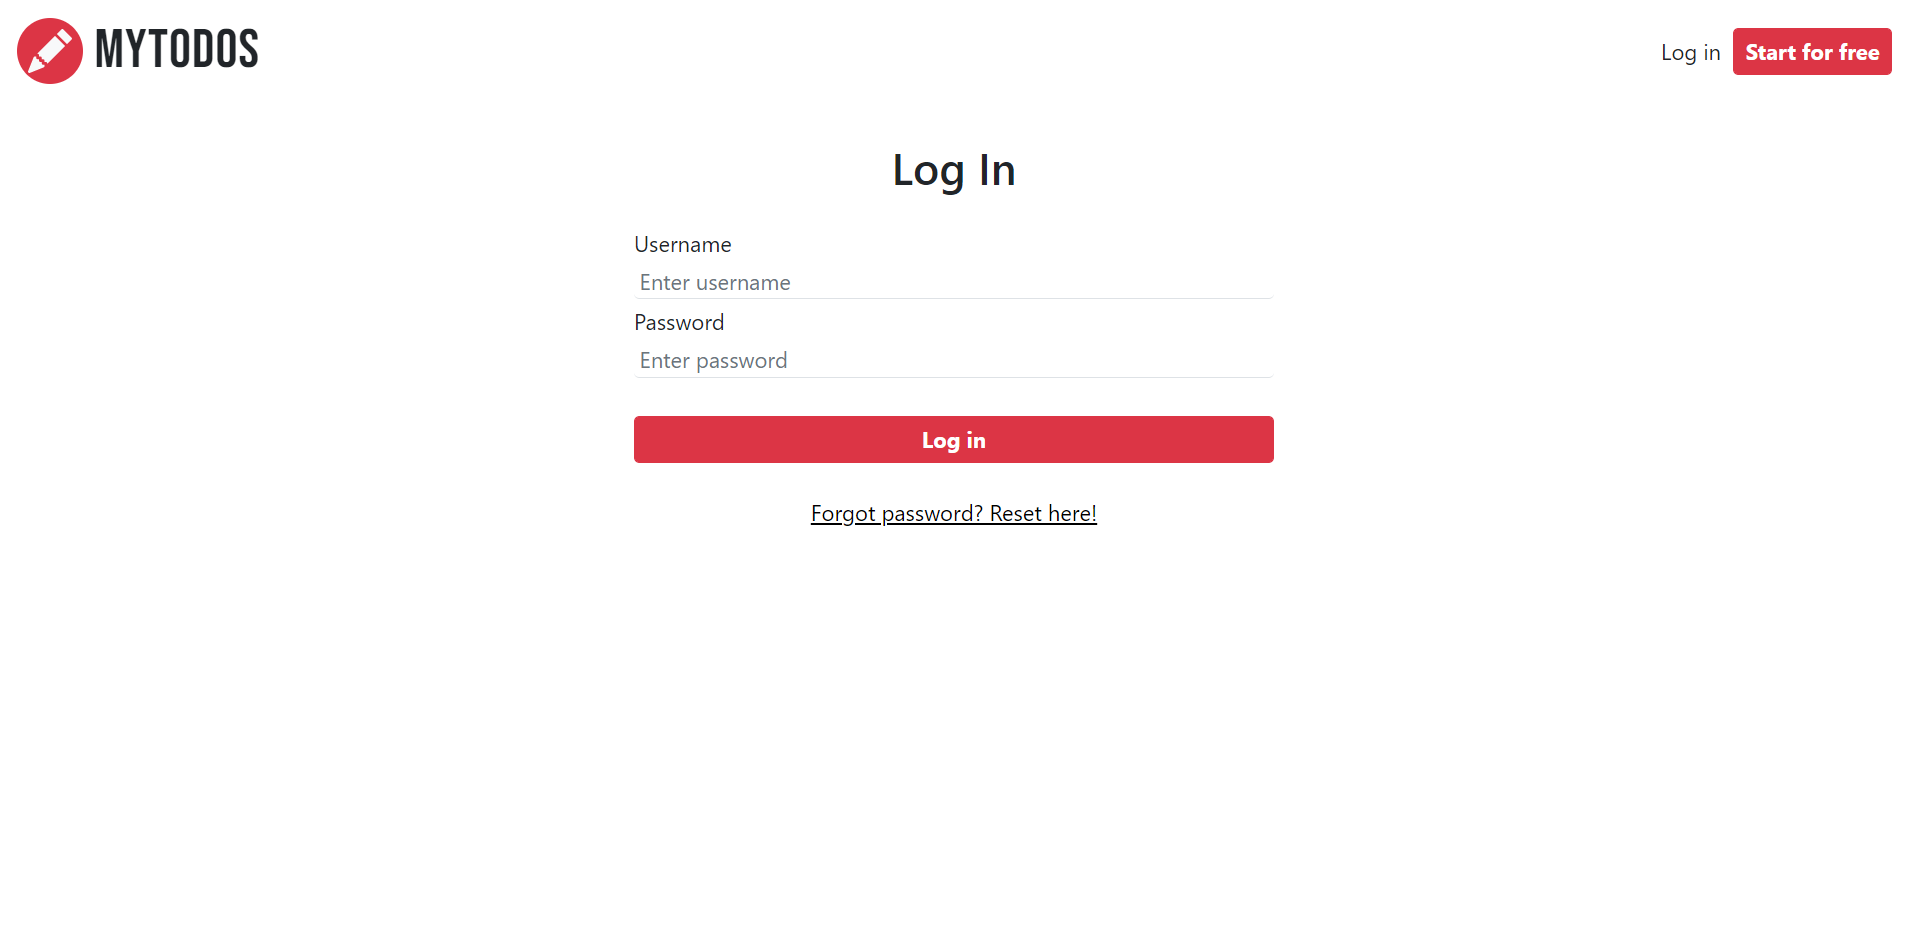 MYTODOS
Log in
Start for free
Log In
Username
Enter username
Password
Enter password
Log in
Forgot password? Reset here!